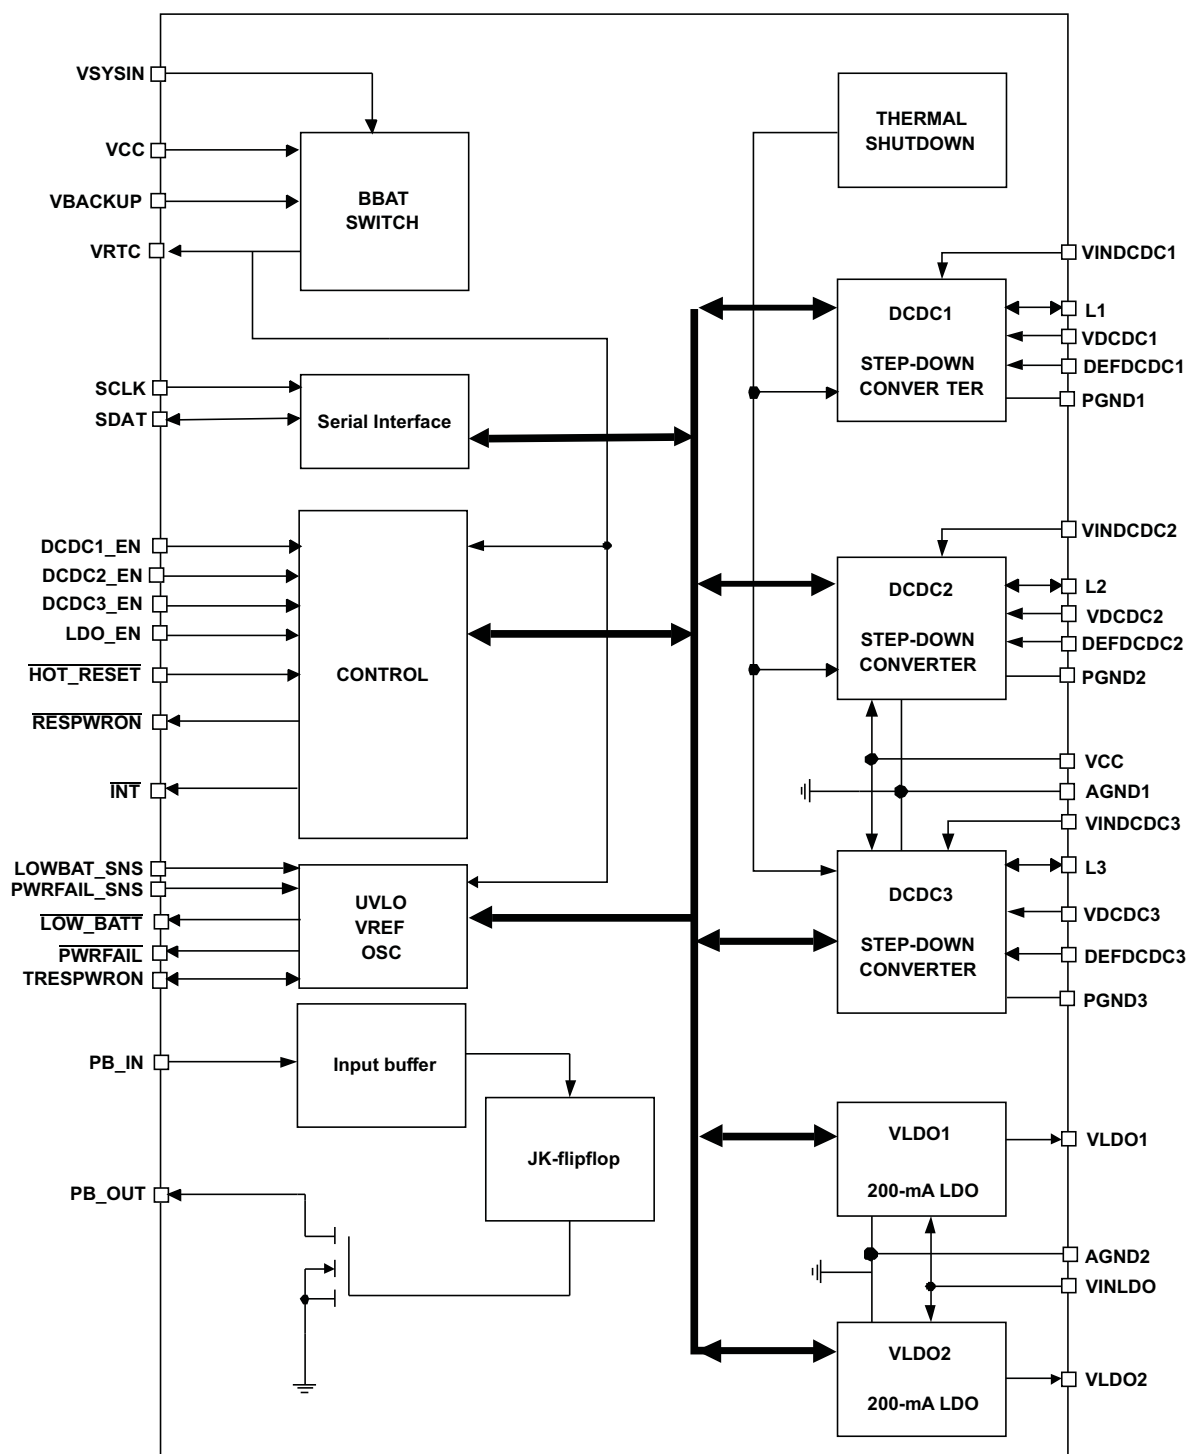 VSYSIN
VCC
VBACKUP
VRTC
BBAT
SWITCH
THERMAL
SHUTDOWN
SCLK
SDAT
Serial Interface
VINDCDC1
DCDC1
STEP-DOWN
CONVER TER
L1
VDCDC1
DEFDCDC1
PGND1
DCDC1_EN
DCDC2_EN
DCDC3_EN
LDO_EN
HOT_RESET
RESPWRON
INT
CONTROL
VINDCDC2
DCDC2
STEP-DOWN
CONVERTER
L2
VDCDC2
DEFDCDC2
PGND2
VCC
AGND1
VINDCDC3
LOWBAT_SNS
PWRFAIL_SNS
LOW_BATT
PWRFAIL
TRESPWRON
UVLO
VREF
OSC
DCDC3
STEP-DOWN
CONVERTER
L3
VDCDC3
DEFDCDC3
PGND3
PB_IN
Input buffer
JK-flipflop
PB_OUT
VLDO1
200-mA LDO
VLDO1
AGND2
VINLDO
VLDO2
200-mA LDO
VLDO2